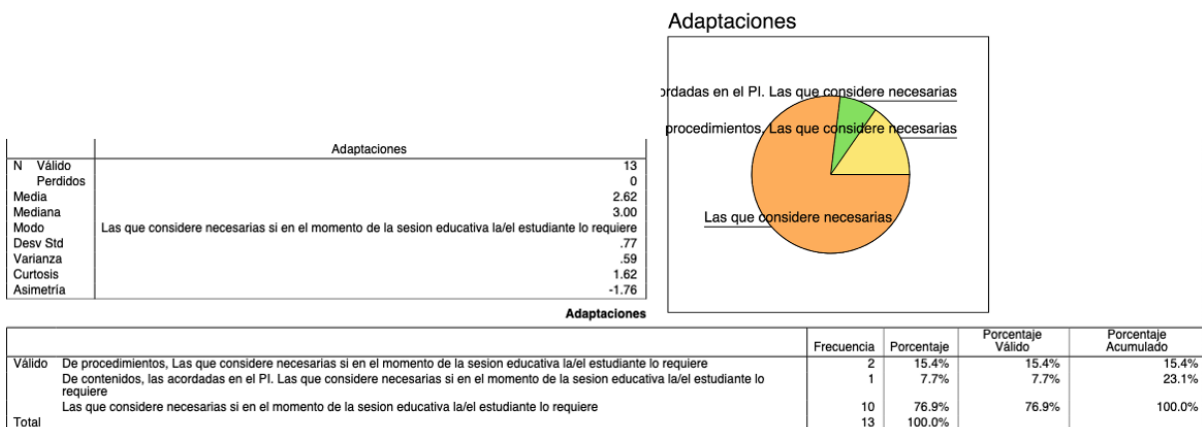 Adaptaciones
ordadas en el PI. Las que considere necesarias
procedimientos, Las que considere necesarias
Las que considere necesarias
Adaptaciones
N Válido 13
Perdidos 0
Media 2.62
Mediana 3.00
Modo Las que considere necesarias si en el momento de la sesion educativa la/el estudiante lo requiere
Desv Std .77
Varianza .59
Curtosis 1.62
Asimetría -1.76
Adaptaciones
Frecuencia Porcentaje Porcentaje Válido Porcentaje Acumulado
Válido De procedimientos, Las que considere necesarias si en el momento de la sesion educativa la/el estudiante lo requiere 2 15.4% 15.4% 15.4%
De contenidos, las acordadas en el PI. Las que considere necesarias si en el momento de la sesion educativa la/el estudiante lo 1 7.7% 7.7% 23.1%
requiere
Las que considere necesarias si en el momento de la sesion educativa la/el estudiante lo requiere 10 76.9% 76.9% 100.0%
Total 13 100.0%